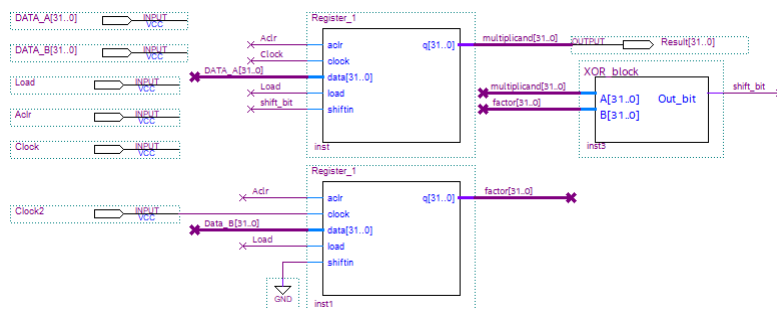 DATA_A[31..0] INPUT VCC
DATA_B[31..0] INPUT VCC
Load INPUT VCC
Aclr INPUT VCC
Clock INPUT VCC
Clock2 INPUT VCC
Register_1
Aclr aclr q[31..0] multiplicand[31..0] OUTPUT Result[31..0]
Clock clock
DATA_A[31..0] data[31..0]
Load load
shift_bit shiftin
inst
XOR_block
multiplicand[31..0] A[31..0] Out_bit shift_bit
factor[31..0] B[31..0]
inst3
Register_1
Aclr aclr q[31..0] factor[31..0]
clock
Data_B[31..0] data[31..0]
Load load
shiftin
GND
inst1